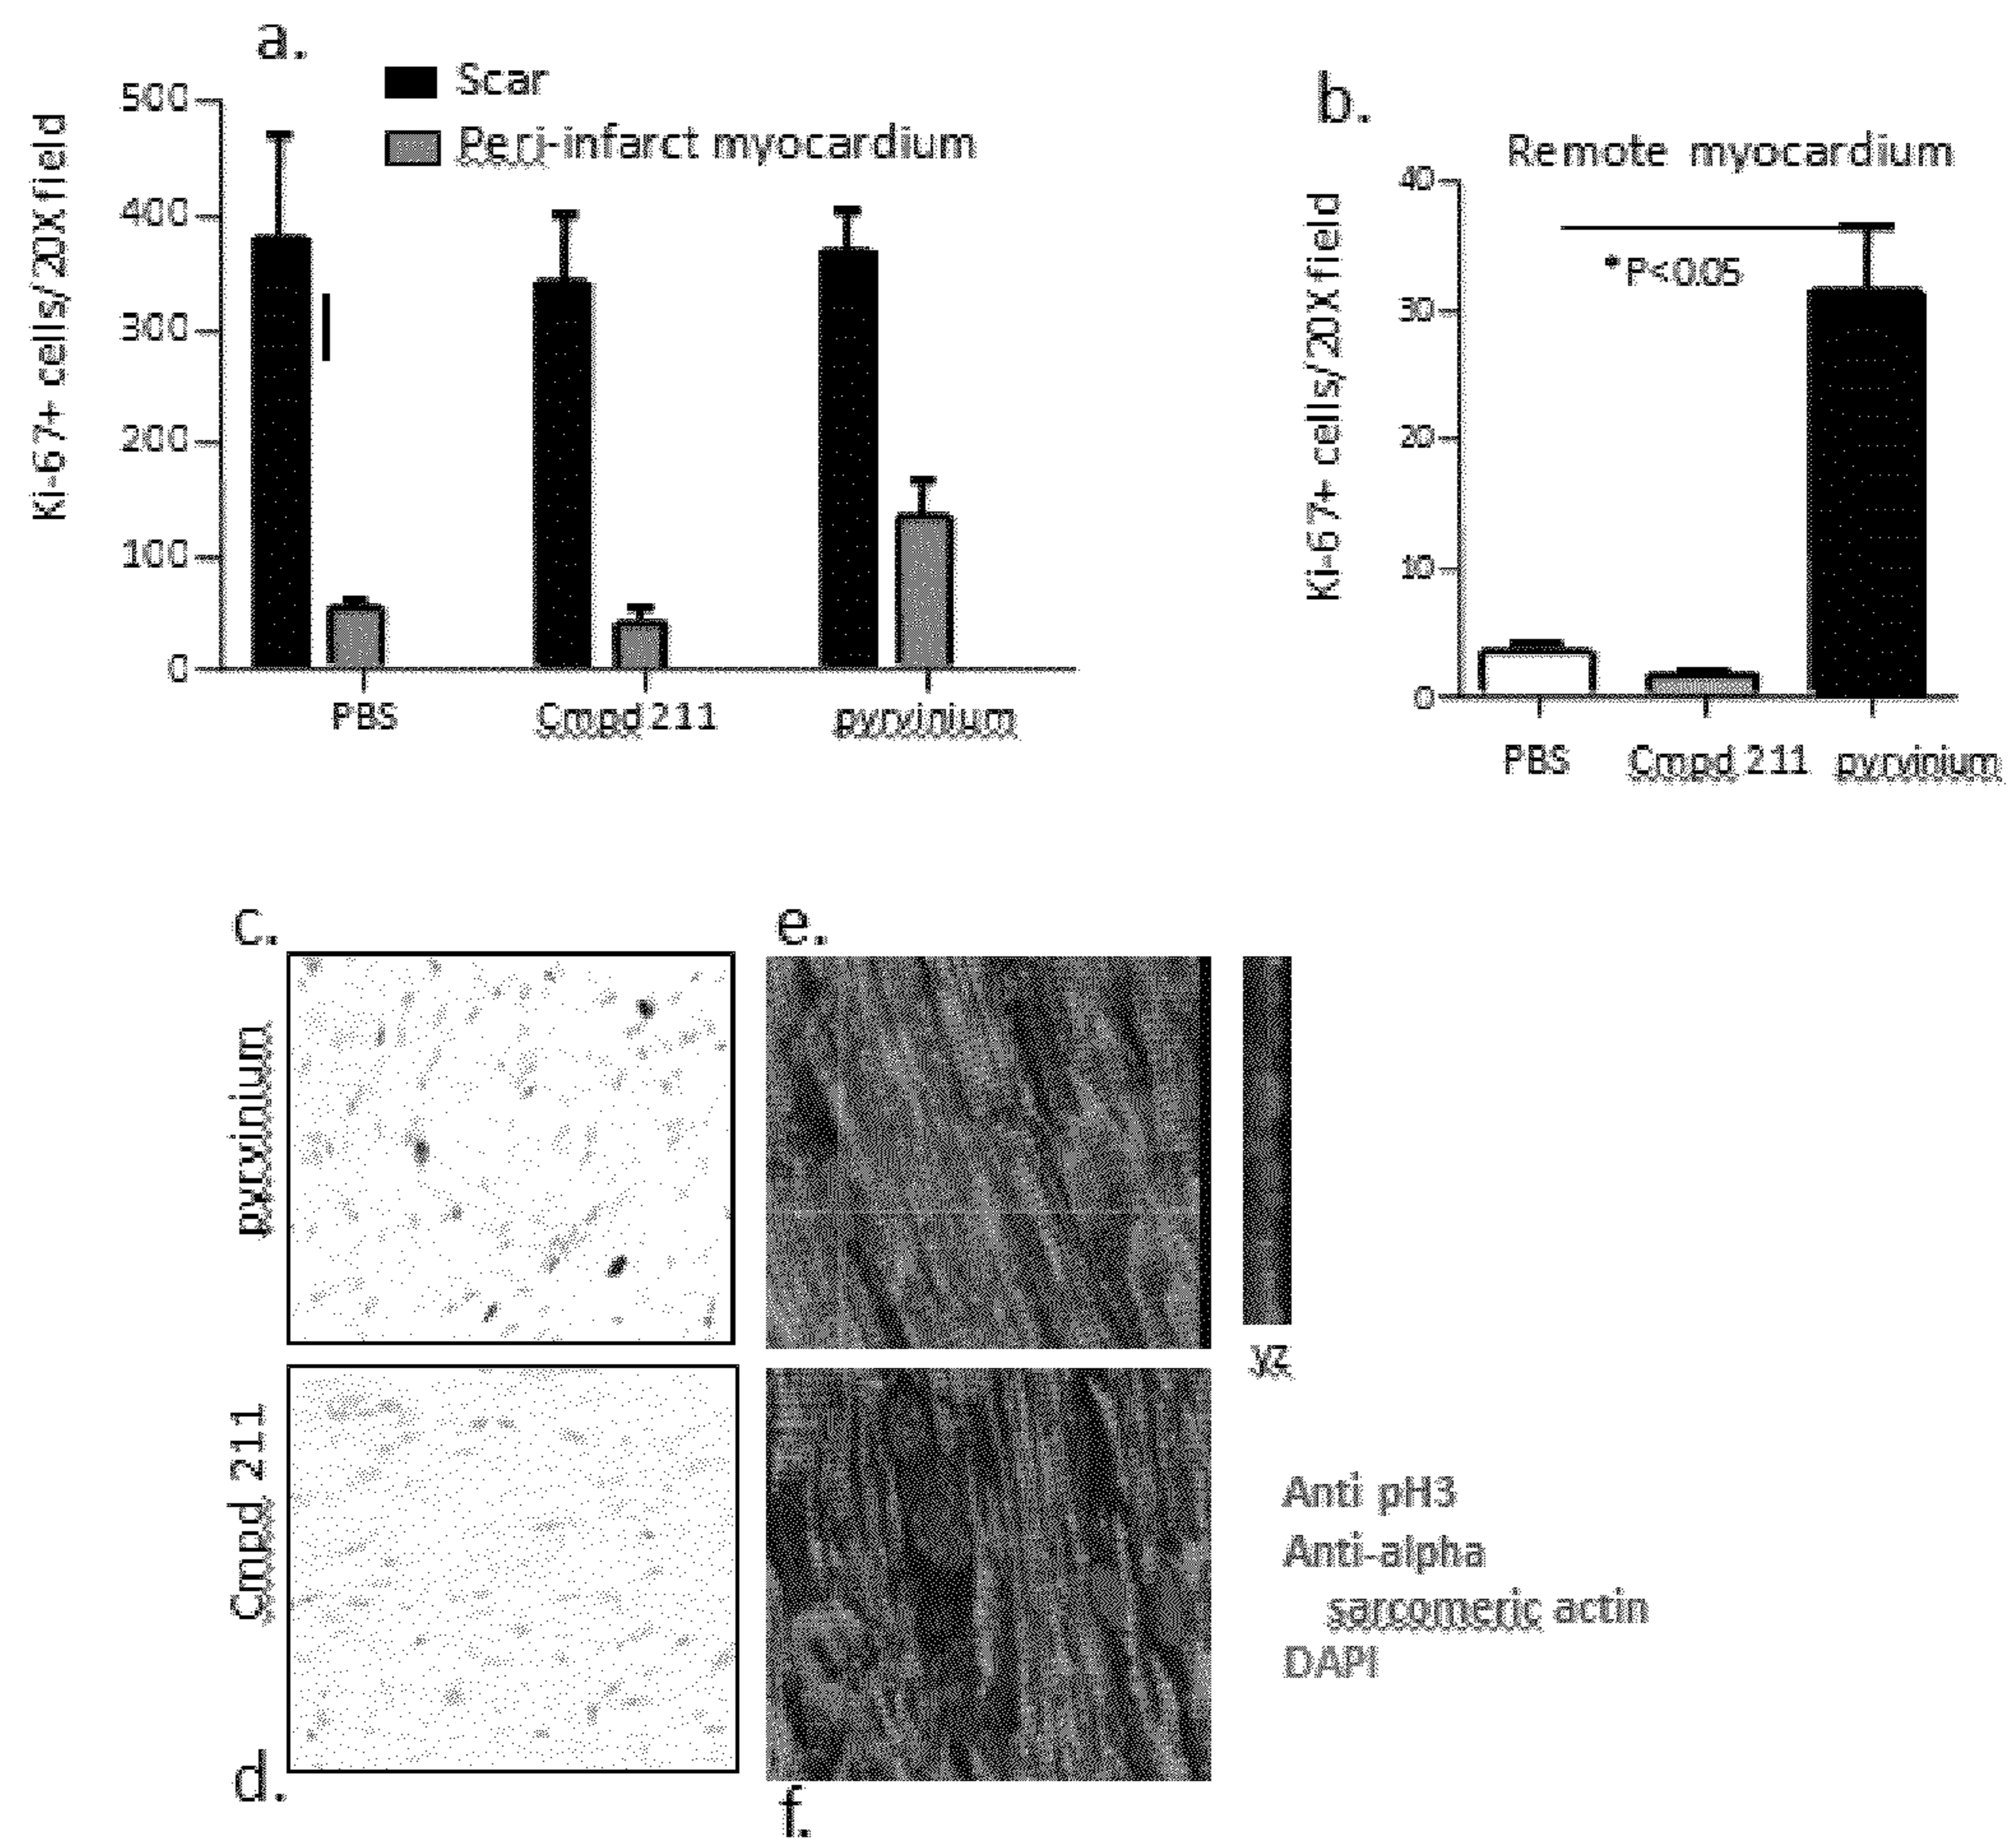 a.
Scar
Peri-infarct myocardium
500
400
300
200
100
0
Ki-67+ cells/20X field
PBS
Cmpd 211
pyrvinium
b.
Remote myocardium
40
30
20
10
0
Ki-67+ cells/20X field
*P<0.05
PBS
Cmpd 211
pyrvinium
c.
e.
pyrvinium
yz
Cmpd 211
Anti pH3
Anti-alpha
sarcomeric actin
DAPI
d.
f.